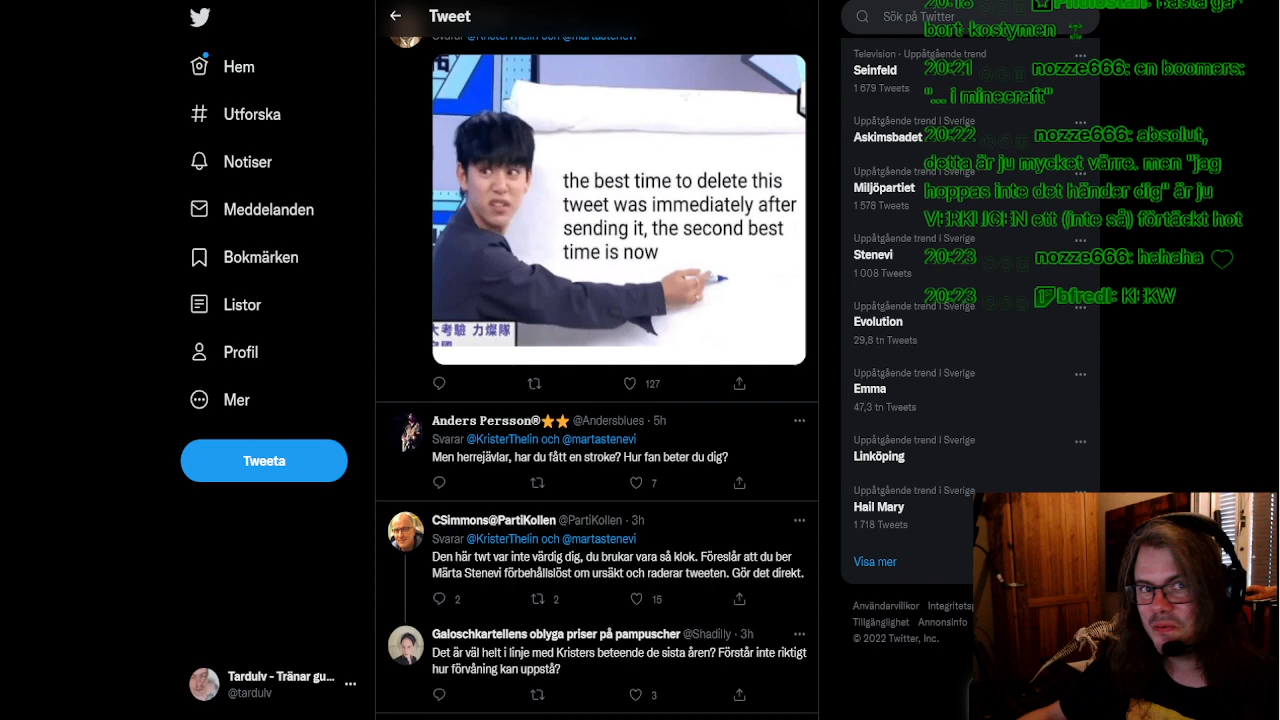 Tweet
Hem
Utforska
Notiser
Meddelanden
Bokmärken
Listor
Profil
Mer
Tweeta
Tardulv - Tränar gu...
@tardulv
Svarar @KristerThelin och @martastenevi
the best time to delete this
tweet was immediately after
sending it, the second best
time is now
大考驗 力燦隊
127
Anders Persson® @Andersblues · 5h
Svarar @KristerThelin och @martastenevi
Men herrejävlar, har du fått en stroke? Hur fan beter du dig?
7
CSimmons@PartiKollen @PartiKollen · 3h
Svarar @KristerThelin och @martastenevi
Den här twt var inte värdig dig, du brukar vara så klok. Föreslår att du ber
Märta Stenevi förbehållslöst om ursäkt och raderar tweeten. Gör det direkt.
2 2 15
Galoschkartellens oblyga priser på pampuscher @Shadilly · 3h
Det är väl helt i linje med Kristers beteende de sista åren? Förstår inte riktigt
hur förvåning kan uppstå?
3
Sök på Twitter
Television · Uppåtgående trend
Seinfeld
1 679 Tweets
Uppåtgående trend i Sverige
Askimsbadet
Uppåtgående trend i Sverige
Miljöpartiet
1 578 Tweets
Uppåtgående trend i Sverige
Stenevi
1 008 Tweets
Uppåtgående trend i Sverige
Evolution
29,8 tn Tweets
Uppåtgående trend i Sverige
Emma
47,3 tn Tweets
Uppåtgående trend i Sverige
Linköping
Uppåtgående trend i Sverige
Hail Mary
1 718 Tweets
Visa mer
Användarvillkor
Tillgänglighet Annonsinfo
© 2022 Twitter, Inc.
bort kostymen
20:21 nozze666: en boomers:
"... i minecraft"
20:22 nozze666: absolut,
detta är ju mycket värre. men "jag
hoppas inte det händer dig" är ju
VERKLIGEN ett (inte så) förtäckt hot
20:23 nozze666: hahaha
20:23 bfredl: KEKW